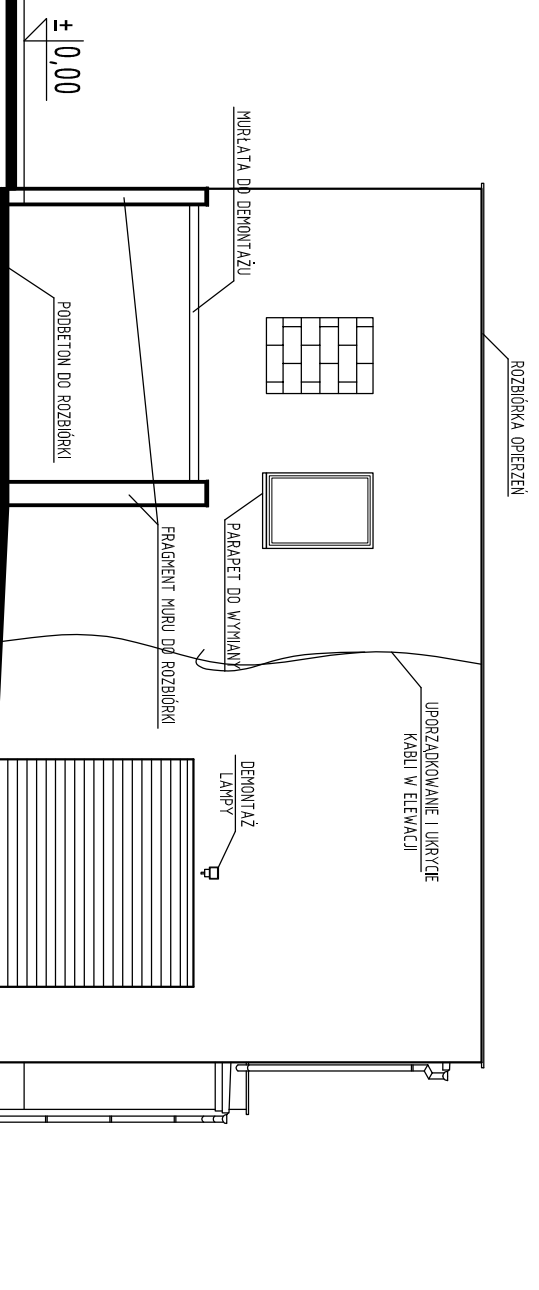 ROZBIÓRKA OPIERZEŃ
UPORZĄDKOWANIE I UKRYCIE
KABLI W ELEWACJI
MURŁATA DO DEMONTAŻU
PARAPET DO WYMIANY
DEMONTAŻ
LAMPY
FRAGMENT MURU DO ROZBIÓRKI
PODBETON DO ROZBIÓRKI
± 0,00